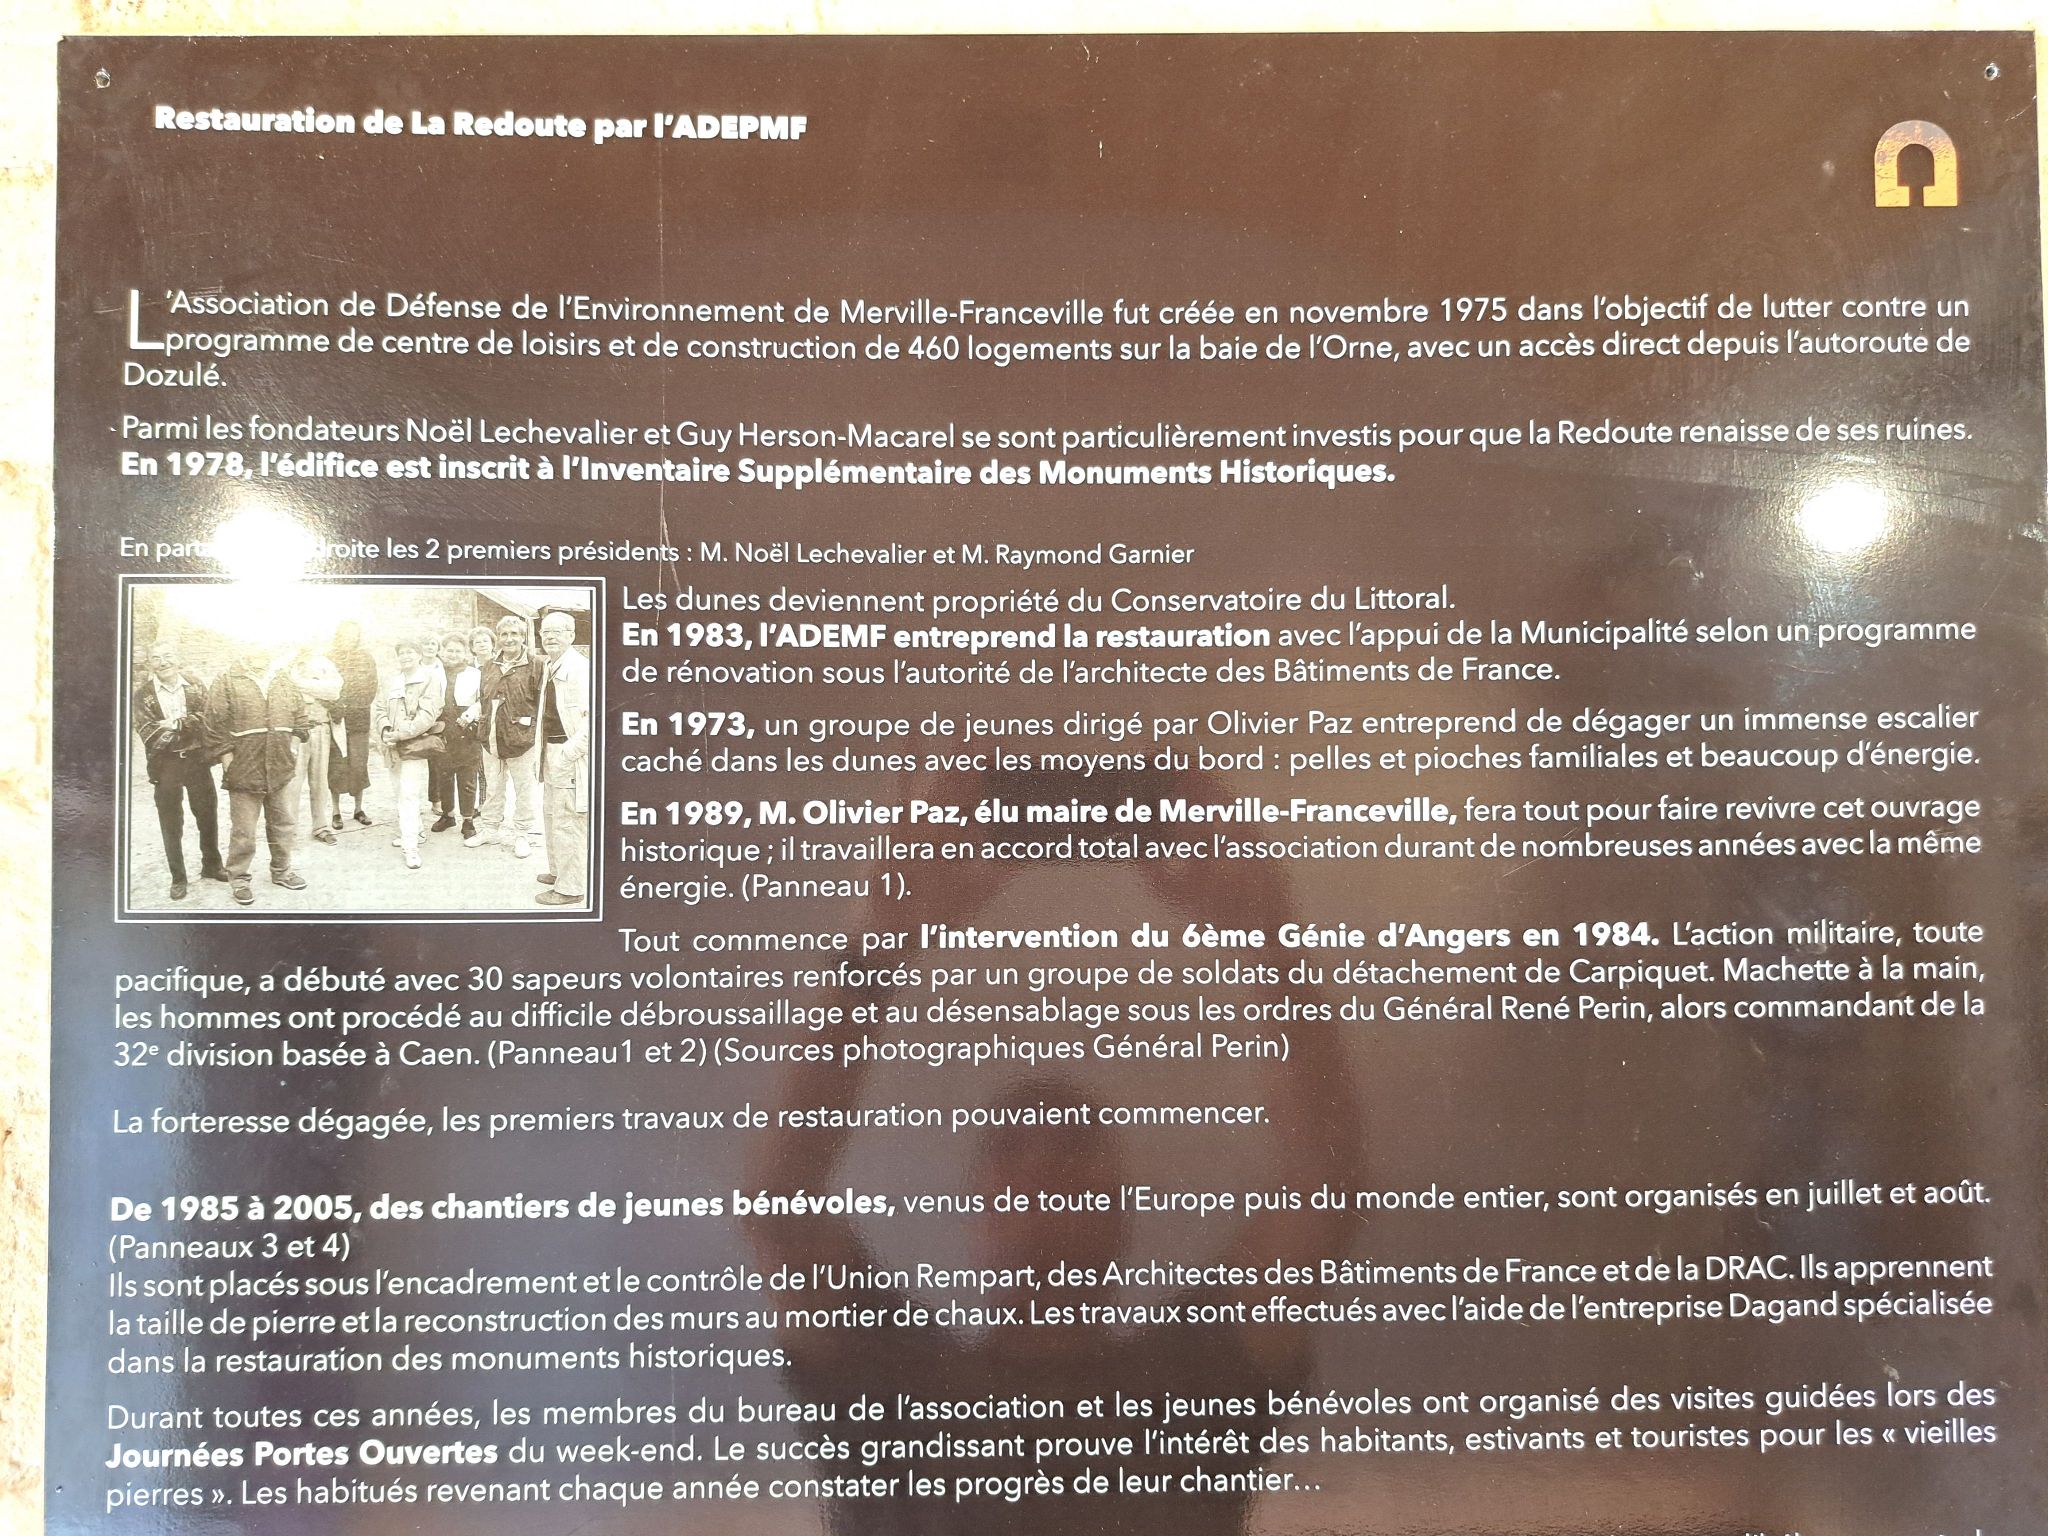 Restauration de La Redoute par l'ADEPMF
L'Association de Défense de l'Environnement de Merville-Franceville fut créée en novembre 1975 dans l'objectif de lutter contre un
programme de centre de loisirs et de construction de 460 logements sur la baie de l'Orne, avec un accès direct depuis l'autoroute de
Dozulé.
Parmi les fondateurs Noël Lechevalier et Guy Herson-Macarel se sont particulièrement investis pour que la Redoute renaisse de ses ruines.
En 1978, l'édifice est inscrit à l'Inventaire Supplémentaire des Monuments Historiques.
En droite les 2 premiers présidents : M. Noël Lechevalier et M. Raymond Garnier
Les dunes deviennent propriété du Conservatoire du Littoral.
En 1983, l'ADEMF entreprend la restauration avec l'appui de la Municipalité selon un programme
de rénovation sous l'autorité de l'architecte des Bâtiments de France.
En 1973, un groupe de jeunes dirigé par Olivier Paz entreprend de dégager un immense escalier
caché dans les dunes avec les moyens du bord : pelles et pioches familiales et beaucoup d'énergie.
En 1989, M. Olivier Paz, élu maire de Merville-Franceville, fera tout pour faire revivre cet ouvrage
historique ; il travaillera en accord total avec l'association durant de nombreuses années avec la même
énergie. (Panneau 1).
Tout commence par l'intervention du 6ème Génie d'Angers en 1984. L'action militaire, toute
pacifique, a débuté avec 30 sapeurs volontaires renforcés par un groupe de soldats du détachement de Carpiquet. Machette à la main,
les hommes ont procédé au difficile débroussaillage et au désensablage sous les ordres du Général René Perin, alors commandant de la
32e division basée à Caen. (Panneau1 et 2) (Sources photographiques Général Perin)
La forteresse dégagée, les premiers travaux de restauration pouvaient commencer.
De 1985 à 2005, des chantiers de jeunes bénévoles, venus de toute l'Europe puis du monde entier, sont organisés en juillet et août.
(Panneaux 3 et 4)
Ils sont placés sous l'encadrement et le contrôle de l'Union Rempart, des Architectes des Bâtiments de France et de la DRAC. Ils apprennent
la taille de pierre et la reconstruction des murs au mortier de chaux. Les travaux sont effectués avec l'aide de l'entreprise Dagand spécialisée
dans la restauration des monuments historiques.
Durant toutes ces années, les membres du bureau de l'association et les jeunes bénévoles ont organisé des visites guidées lors des
Journées Portes Ouvertes du week-end. Le succès grandissant prouve l'intérêt des habitants, estivants et touristes pour les « vieilles
pierres ». Les habitués revenant chaque année constater les progrès de leur chantier…